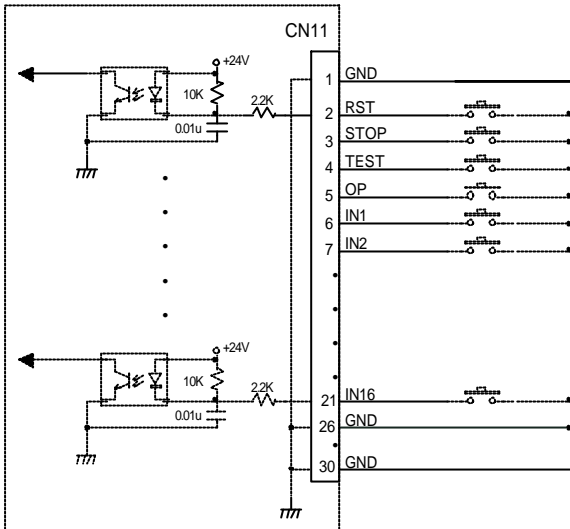 CN11
+24V
10K
2.2K
0.01u
1 GND
2 RST
3 STOP
4 TEST
5 OP
6 IN1
7 IN2
+24V
10K
2.2K
0.01u
21 IN16
26 GND
30 GND